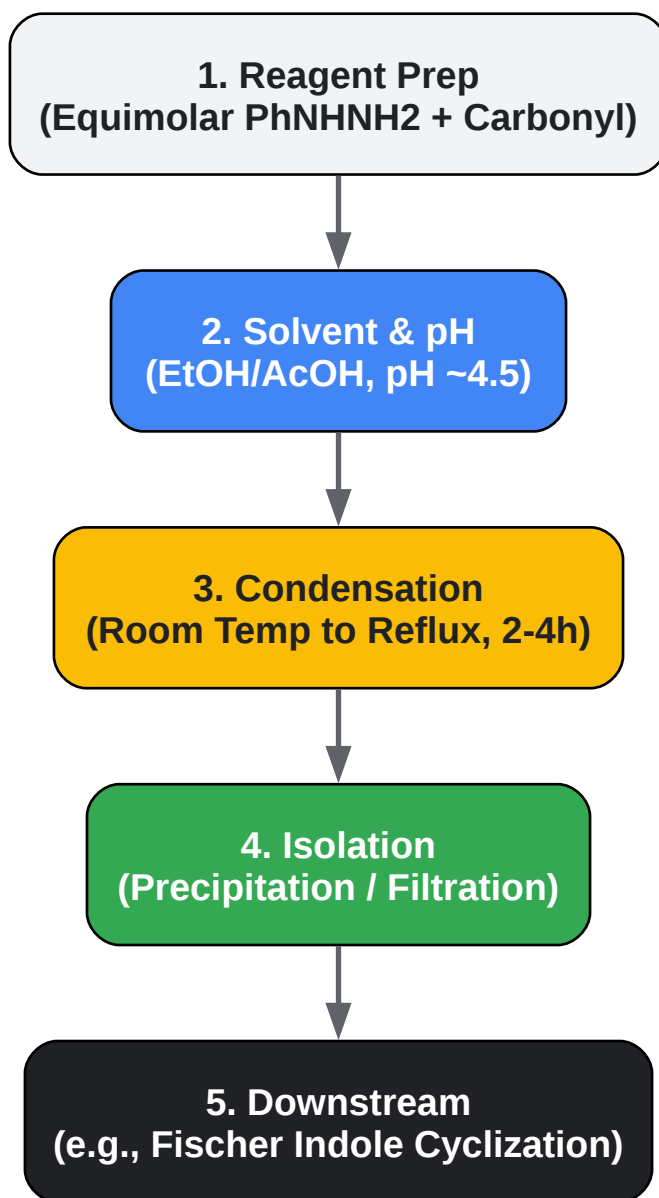 1. Reagent Prep
(Equimolar PhNHNH2 + Carbonyl)
2. Solvent & pH
(EtOH/AcOH, pH ~4.5)
3. Condensation
(Room Temp to Reflux, 2-4h)
4. Isolation
(Precipitation / Filtration)
5. Downstream
(e.g., Fischer Indole Cyclization)